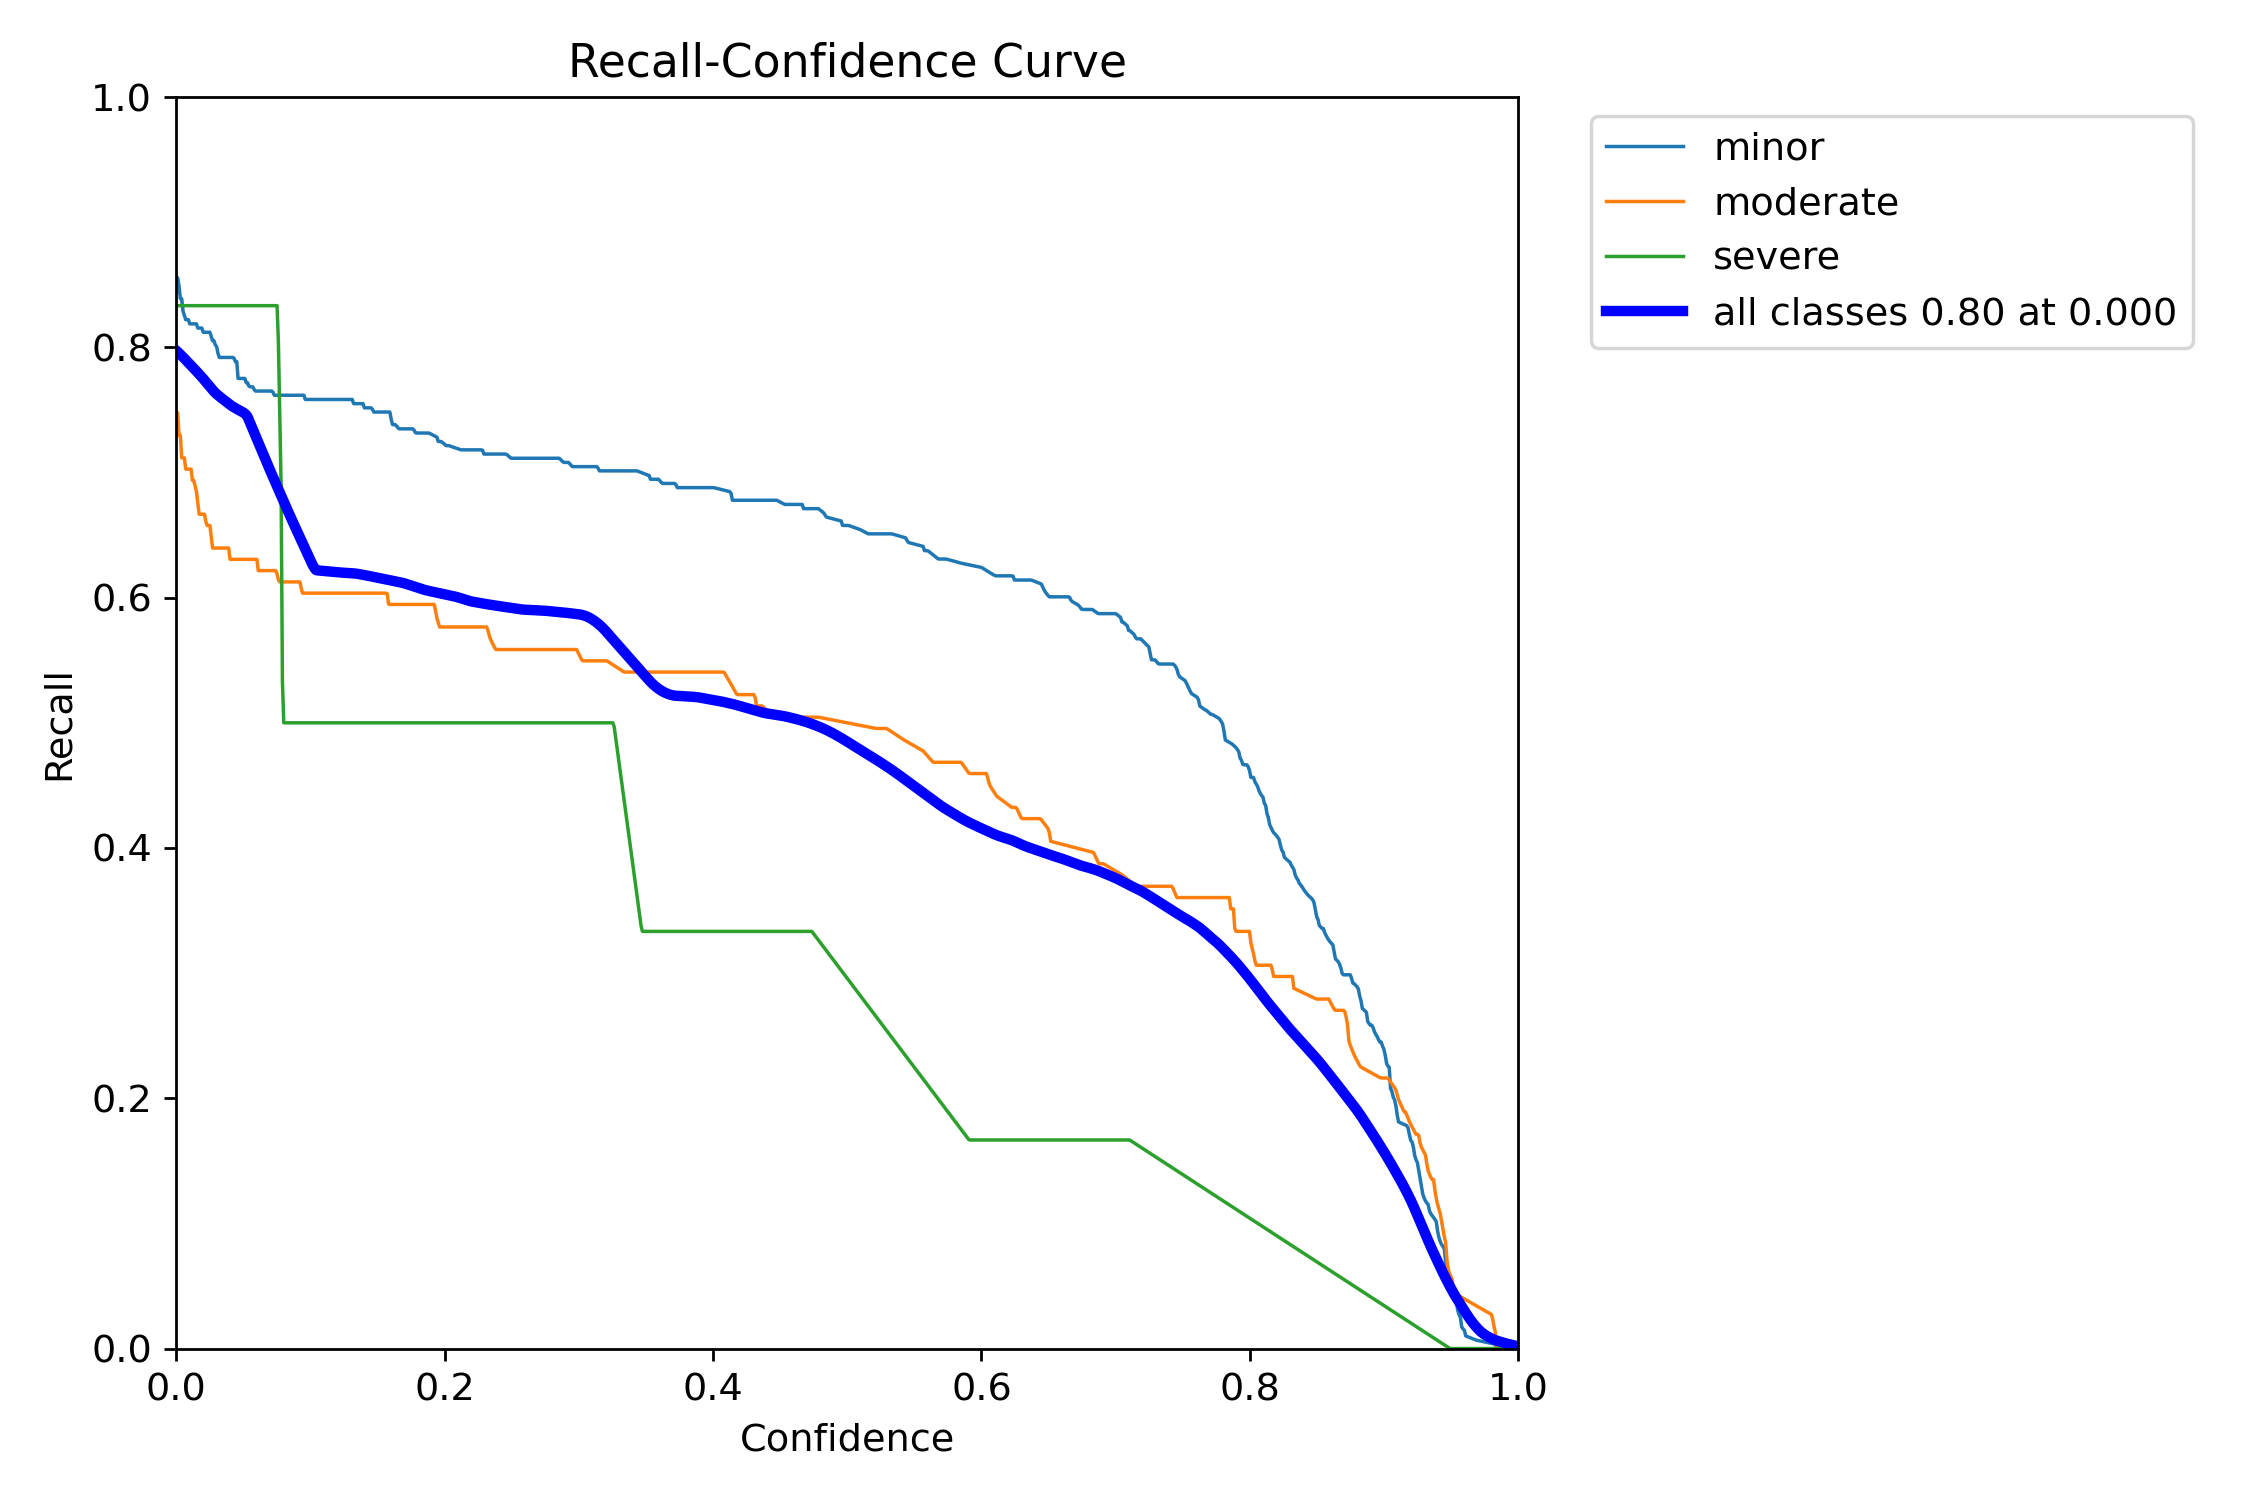 Recall-Confidence Curve
1.0
0.8
0.6
0.4
0.2
0.0
Recall
0.0 0.2 0.4 0.6 0.8 1.0
Confidence
minor
moderate
severe
all classes 0.80 at 0.000